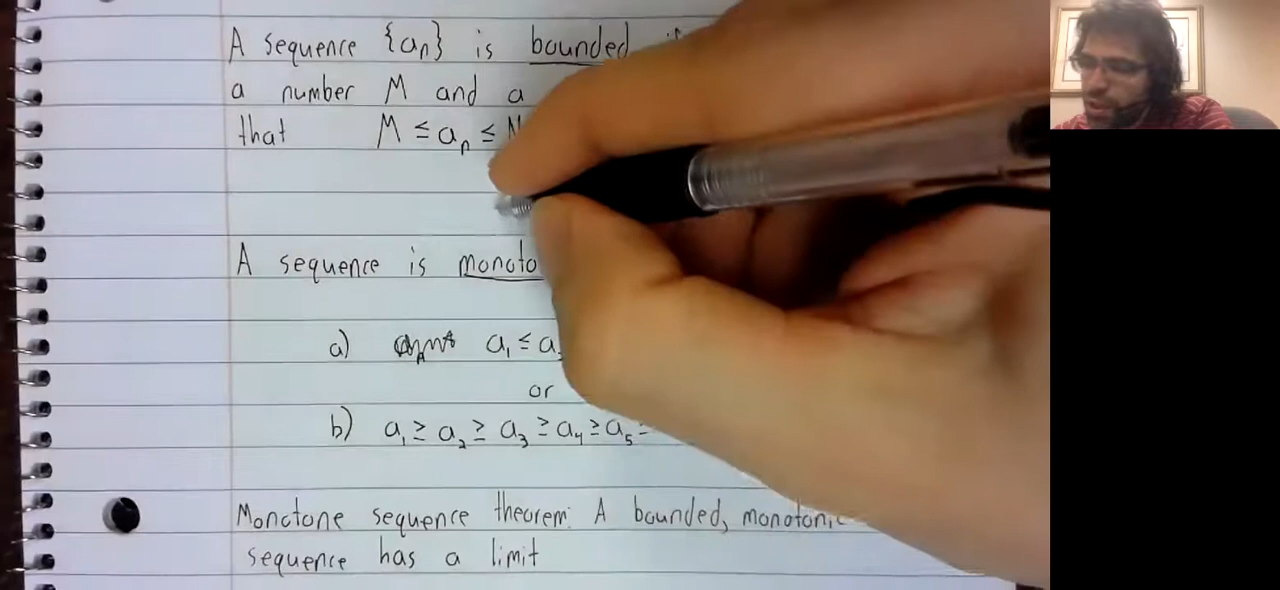 A sequence {aₙ} is bounded
a number M and a
that M ≤ aₙ ≤ N
A sequence is monoto
a) a₁ ≤ a
or
b) a₁ ≥ a₂ ≥ a₃ ≥ a₄ ≥ a₅ ≥
Monotone sequence theorem: A bounded, monotonic
sequence has a limit